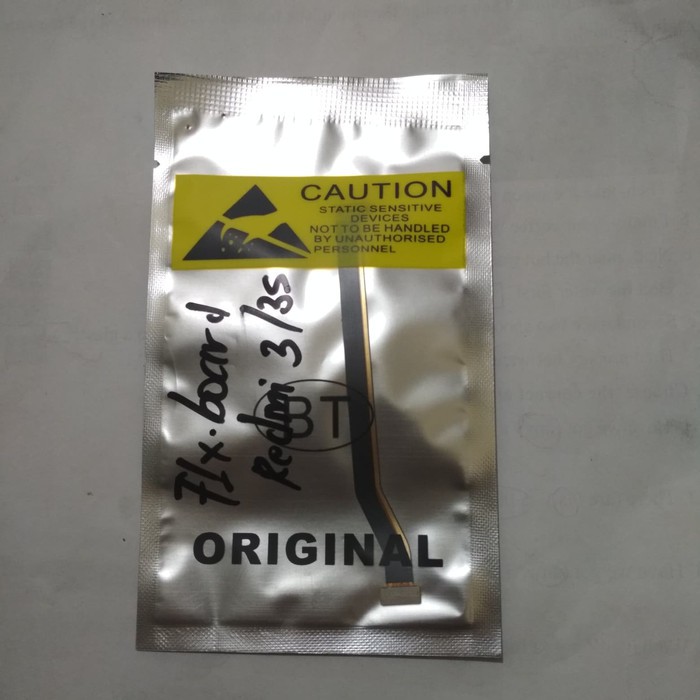 CAUTION
STATIC SENSITIVE
DEVICES
NOT TO BE HANDLED
BY UNAUTHORISED
PERSONNEL
Flx.board
Redmi 3/3S
BT
ORIGINAL